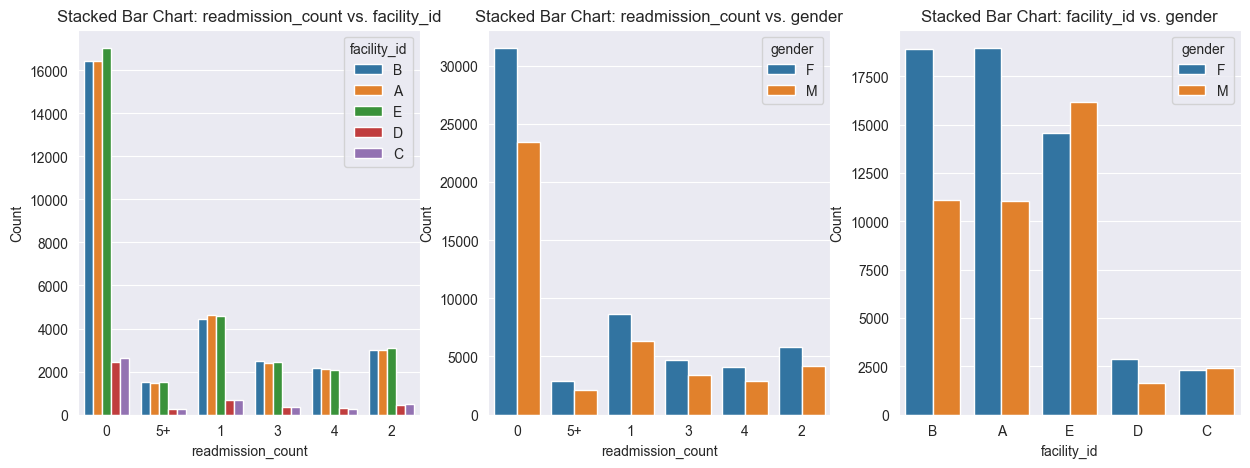 Stacked Bar Chart: readmission_count vs. facility_id
16000
14000
12000
10000
8000
6000
4000
2000
0
Count
facility_id
B
A
E
D
C
0 5+ 1 3 4 2
readmission_count
Stacked Bar Chart: readmission_count vs. gender
30000
25000
20000
15000
10000
5000
0
Count
gender
F
M
0 5+ 1 3 4 2
readmission_count
Stacked Bar Chart: facility_id vs. gender
17500
15000
12500
10000
7500
5000
2500
0
Count
gender
F
M
B A E D C
facility_id